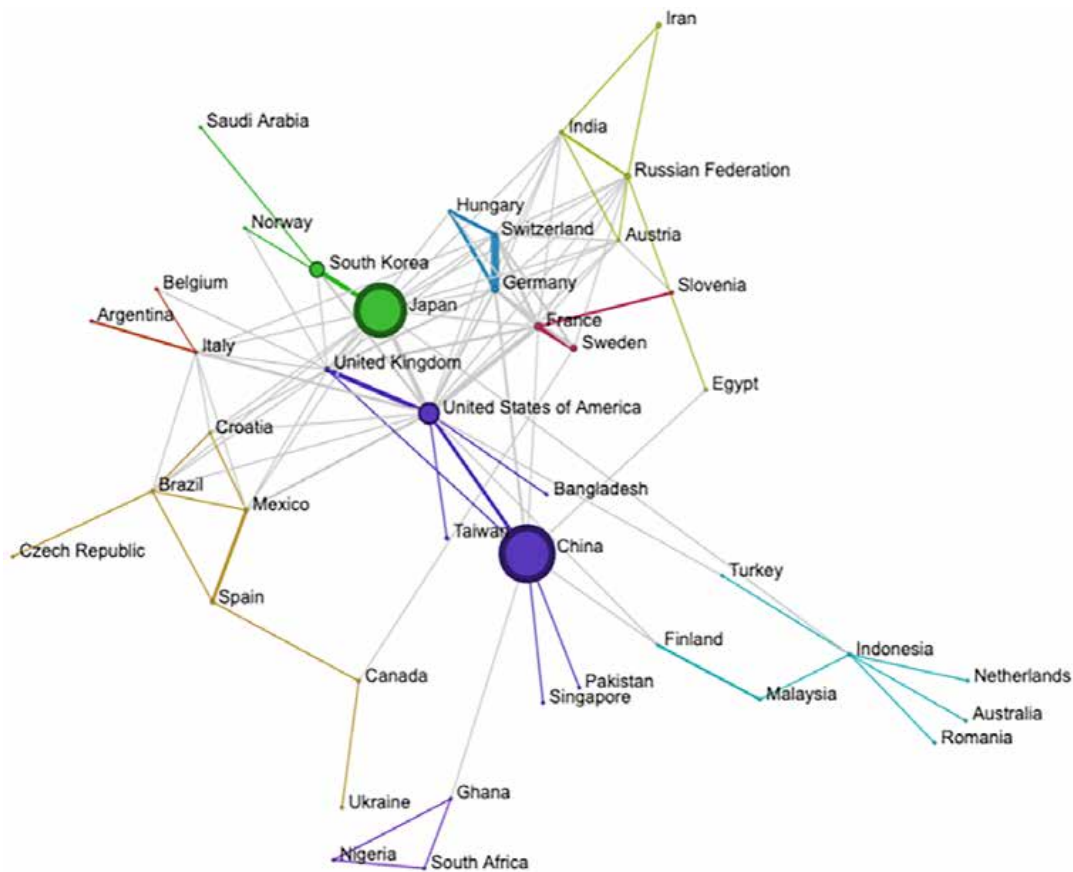 Iran
Saudi Arabia
India
Russian Federation
Hungary
Norway
Switzerland
Austria
South Korea
Belgium
Germany
Slovenia
Japan
Argentina
France
Italy
Sweden
United Kingdom
Egypt
United States of America
Croatia
Brazil
Bangladesh
Mexico
Taiwan
China
Czech Republic
Turkey
Spain
Finland
Indonesia
Canada
Netherlands
Pakistan
Malaysia
Singapore
Australia
Romania
Ghana
Ukraine
Nigeria
South Africa